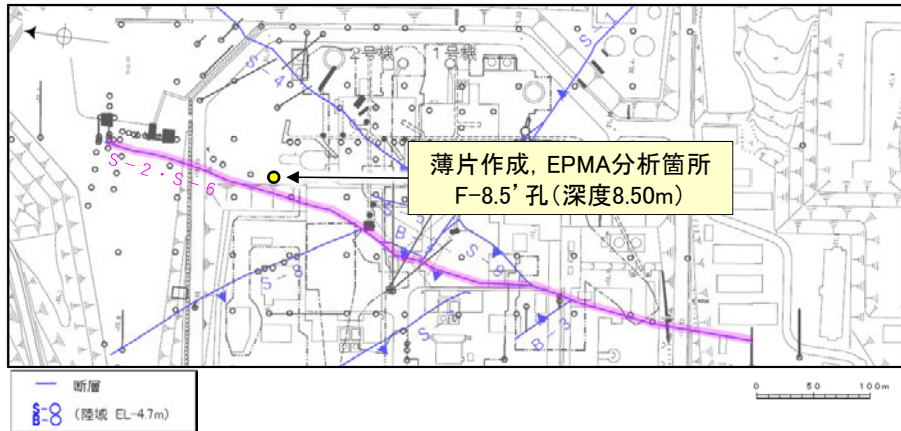 S-1
S-4
2号機
1号機
薄片作成, EPMA分析箇所
F-8.5’孔(深度8.50m)
S-2・S-6
B-2
S-9
S-8
S-7
B-3
断層
S-○
B-○
(陸域 EL-4.7m)
0 50 100m